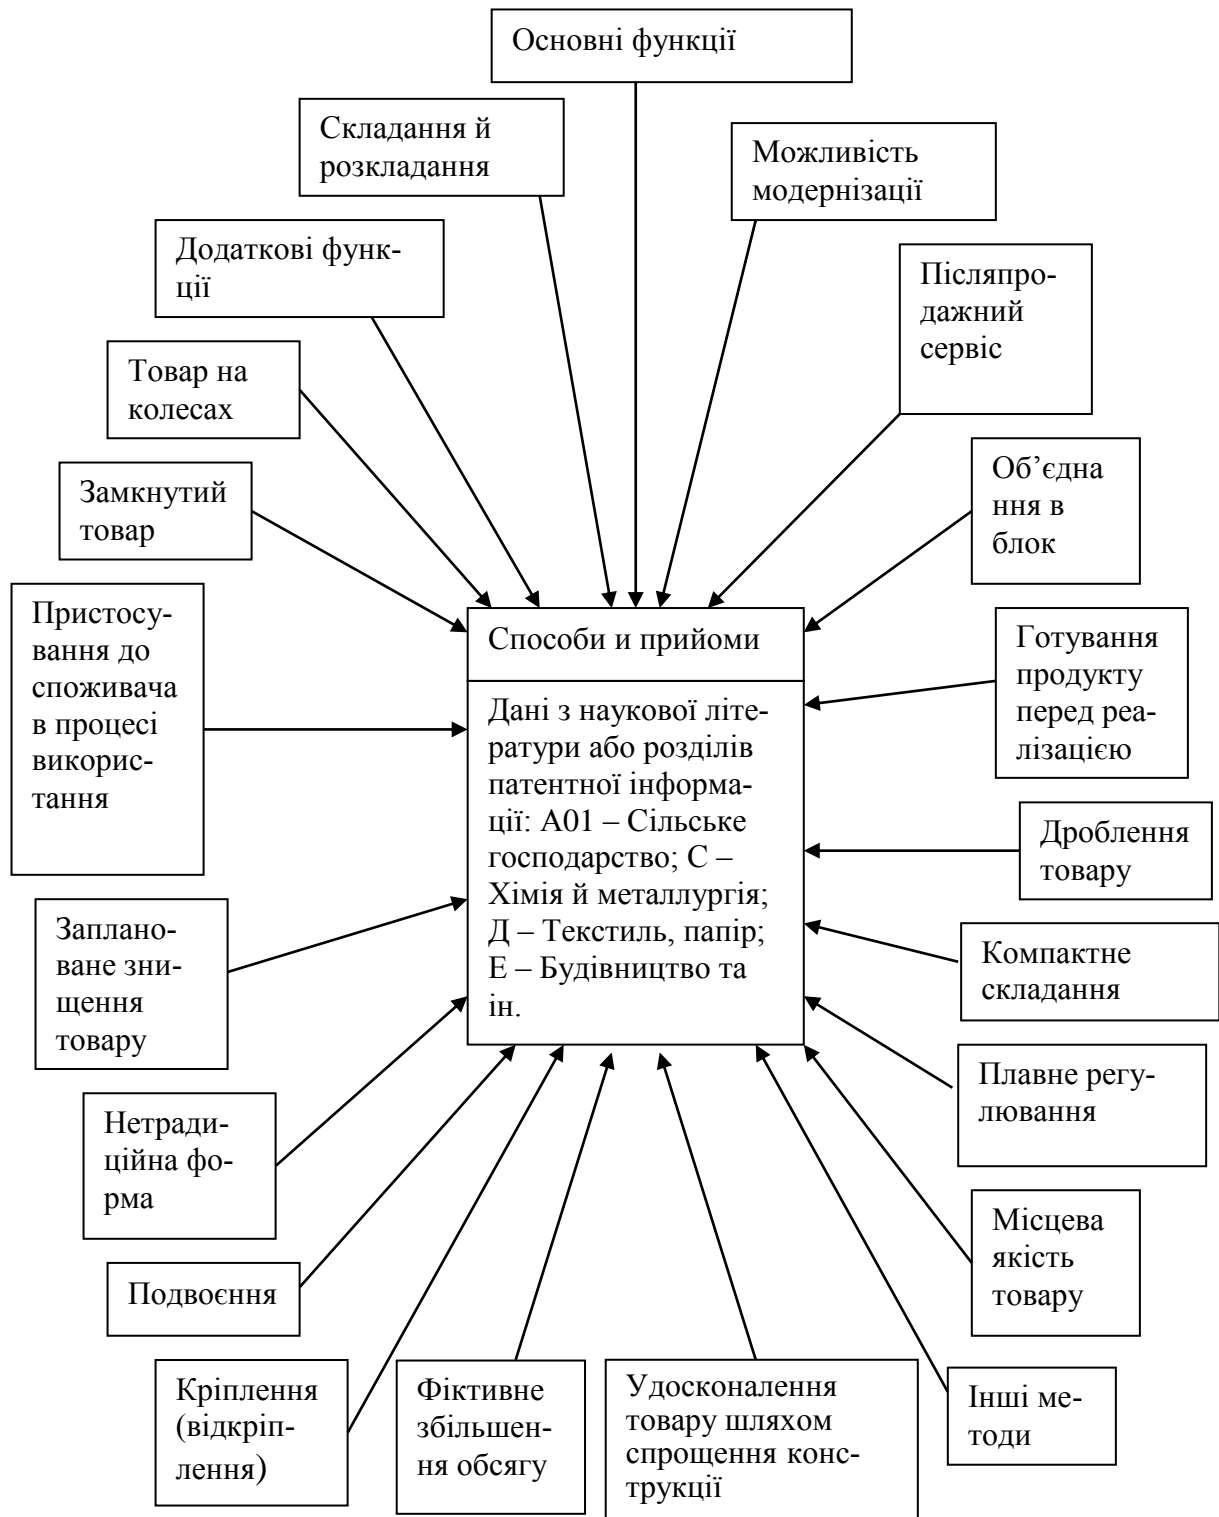 Основні функції
Складання й
розкладання
Можливість
модернізації
Додаткові функ-
ції
Післяпро-
дажний
сервіс
Товар на
колесах
Об’єдна
ння в
блок
Замкнутий
товар
Пристосу-
вання до
споживача
в процесі
викорис-
тання
Способи и прийоми
Готування
продукту
перед реа-
лізацією
Дані з наукової літе-
ратури або розділів
патентної інформа-
ції: А01 – Сільське
господарство; С –
Хімія й металлургія;
Д – Текстиль, папір;
Е – Будівництво та
ін.
Дроблення
товару
Заплано-
ване зни-
щення
товару
Компактне
складання
Плавне регу-
лювання
Нетради-
ційна фо-
рма
Місцева
якість
товару
Подвоєння
Кріплення
(відкріп-
лення)
Фіктивне
збільшен-
ня обсягу
Удосконалення
товару шляхом
спрощення конс-
трукції
Інші ме-
тоди